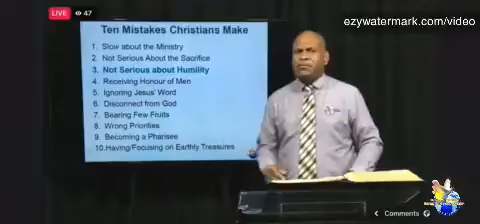 LIVE 47
ezywatermark.com/video
Ten Mistakes Christians Make
1. Slow about the Ministry
2. Not Serious About the Sacrifice
3. Not Serious about Humility
4. Receiving Honour of Men
5. Ignoring Jesus' Word
6. Disconnect from God
7. Bearing Few Fruits
8. Wrong Priorities
9. Becoming a Pharisee
10.Having/Focusing on Earthly Treasures
Comments